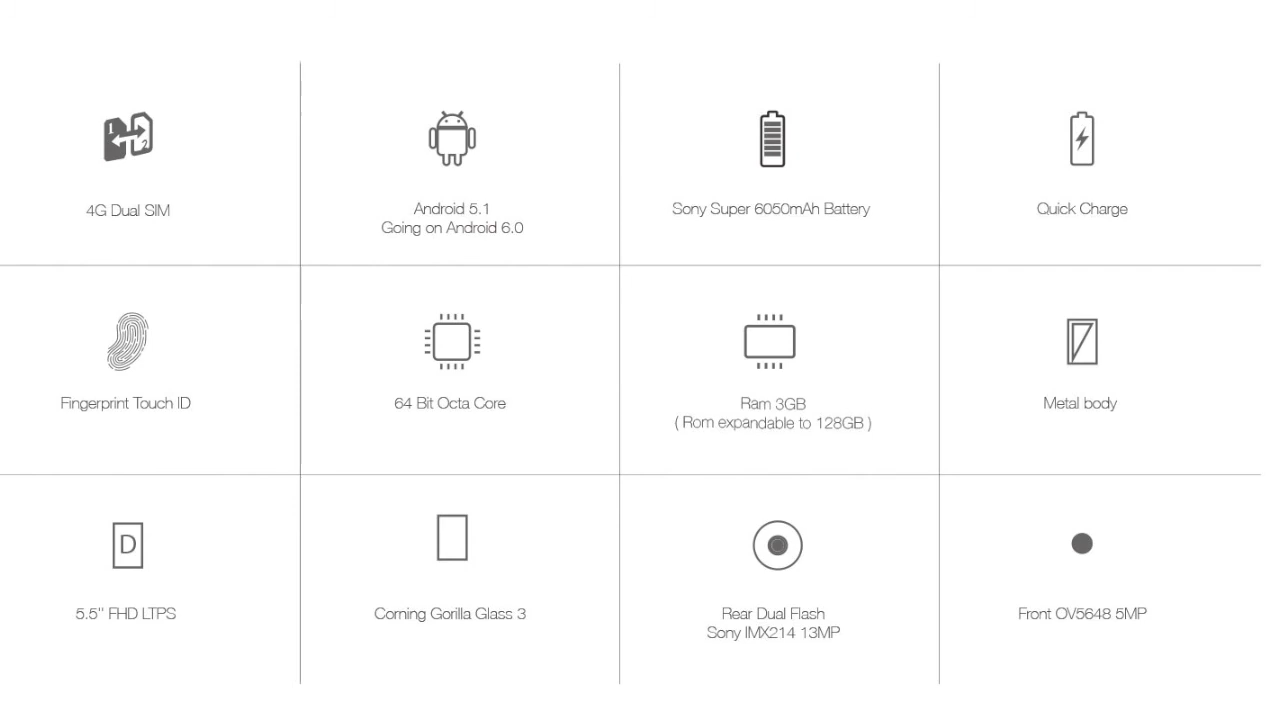 1
2
4G Dual SIM
Android 5.1
Going on Android 6.0
Sony Super 6050mAh Battery
Quick Charge
Fingerprint Touch ID
64 Bit Octa Core
Ram 3GB
( Rom expandable to 128GB )
Metal body
D
5.5" FHD LTPS
Corning Gorilla Glass 3
Rear Dual Flash
Sony IMX214 13MP
Front OV5648 5MP